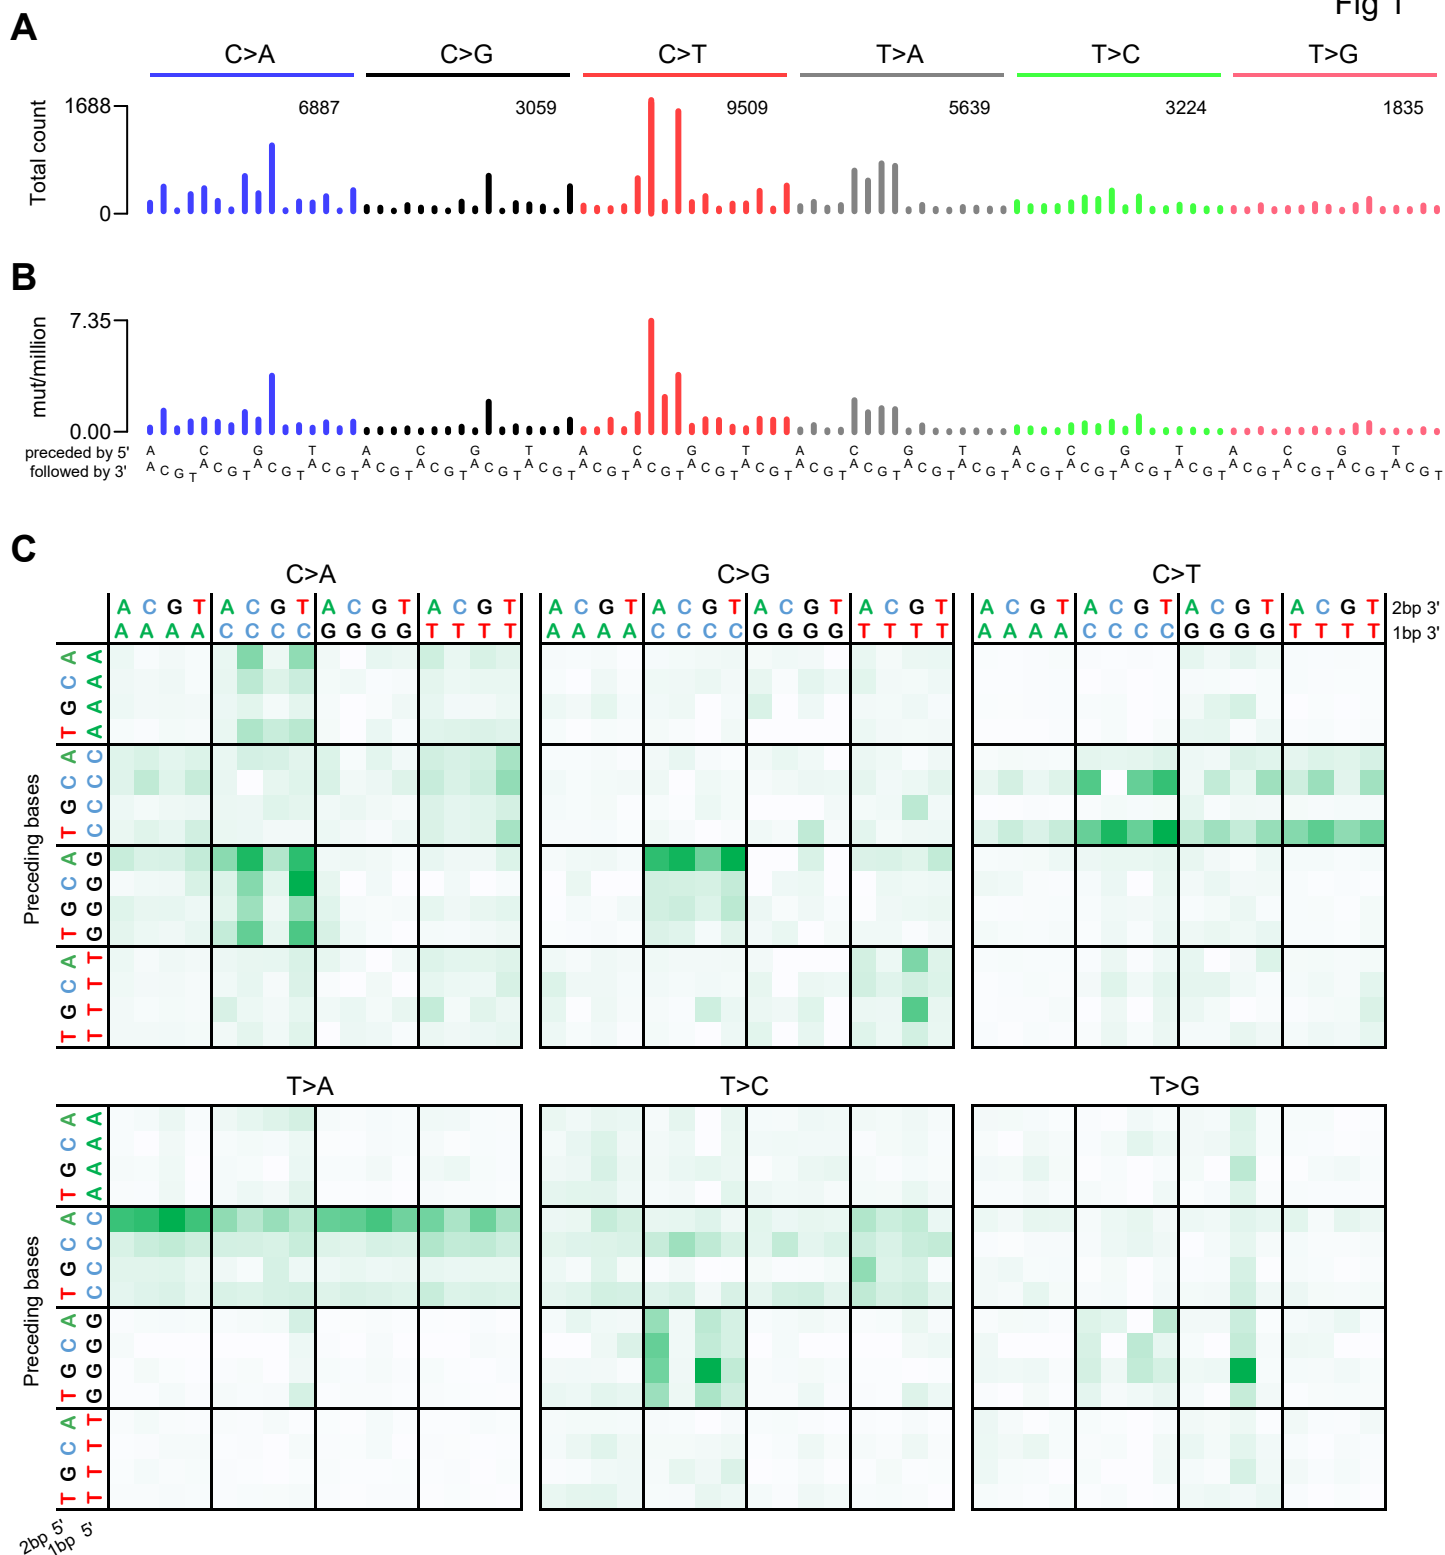 Fig 1
A
C>A C>G C>T T>A T>C T>G
1688 6887 3059 9509 5639 3224 1835
Total count
0
B
7.35
mut/million
0.00
preceded by 5' A C G T A C G T A C G T A C G T A C G T A C G T
followed by 3' A C G T A C G T A C G T A C G T A C G T A C G T A C G T A C G T A C G T A C G T A C G T A C G T A C G T A C G T A C G T A C G T A C G T A C G T A C G T A C G T A C G T A C G T A C G T A C G T
C
C>A C>G C>T
A C G T A C G T A C G T A C G T A C G T A C G T A C G T A C G T A C G T A C G T A C G T A C G T 2bp 3'
A A A A C C C C G G G G T T T T A A A A C C C C G G G G T T T T A A A A C C C C G G G G T T T T 1bp 3'
Preceding bases
A A
C A
G A
T A
A C
C C
G C
T C
A G
C G
G G
T G
A T
C T
G T
T T
T>A T>C T>G
Preceding bases
A A
C A
G A
T A
A C
C C
G C
T C
A G
C G
G G
T G
A T
C T
G T
T T
2bp 5'
1bp 5'